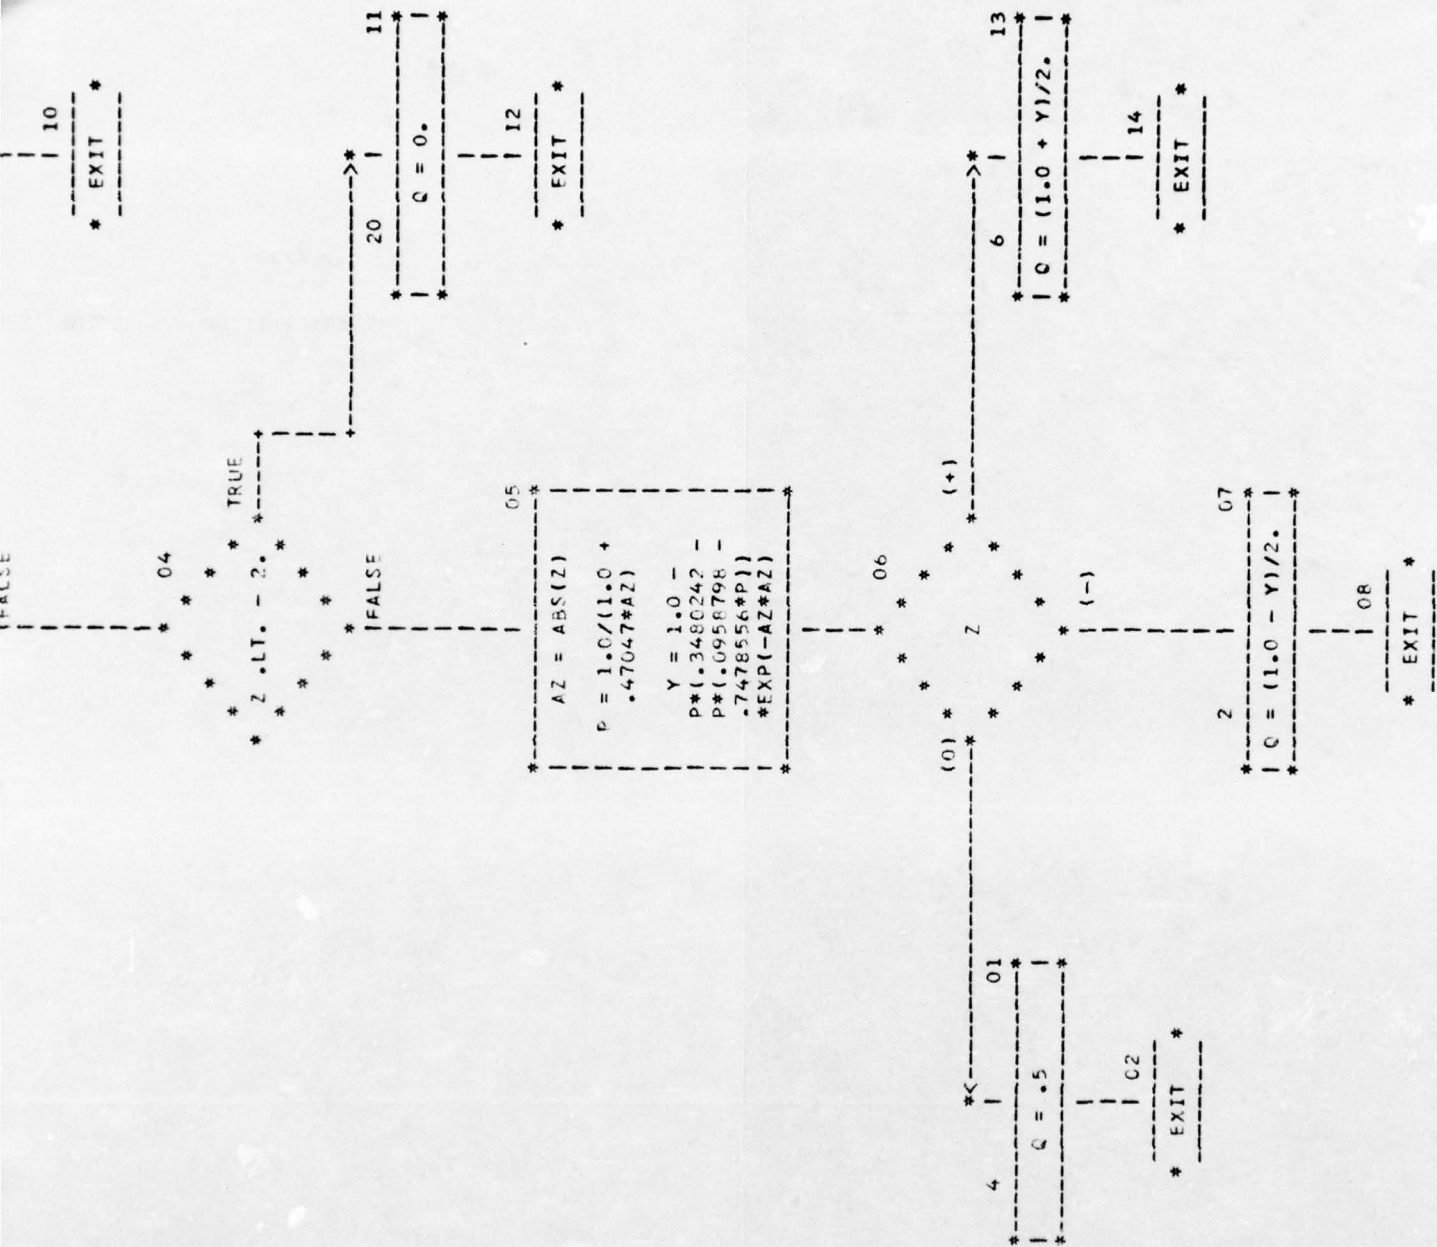 FALSE
10
* EXIT *
04
* Z .LT. - 2. *
TRUE
20 11
| Q = 0. |
12
* EXIT *
FALSE
05
AZ = ABS(Z)
P = 1.0/(1.0 +
.47047*AZ)
Y = 1.0 -
P*(.3480242 -
P*(.0958798 -
.7478556*P))
*EXP(-AZ*AZ)
06
Z
(0)
(+)
(-)
4 01
| Q = .5 |
02
* EXIT *
6 13
| Q = (1.0 + Y)/2. |
14
* EXIT *
2 07
| Q = (1.0 - Y)/2. |
08
* EXIT *